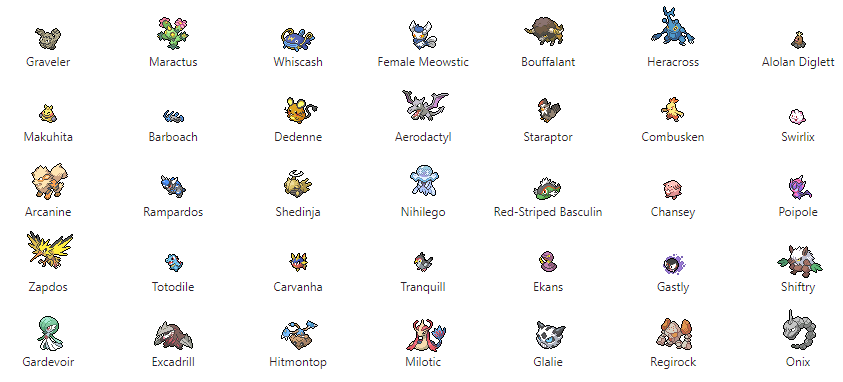 Graveler Maractus Whiscash Female Meowstic Bouffalant Heracross Alolan Diglett
Makuhita Barboach Dedenne Aerodactyl Staraptor Combusken Swirlix
Arcanine Rampardos Shedinja Nihilego Red-Striped Basculin Chansey Poipole
Zapdos Totodile Carvanha Tranquill Ekans Gastly Shiftry
Gardevoir Excadrill Hitmontop Milotic Glalie Regirock Onix